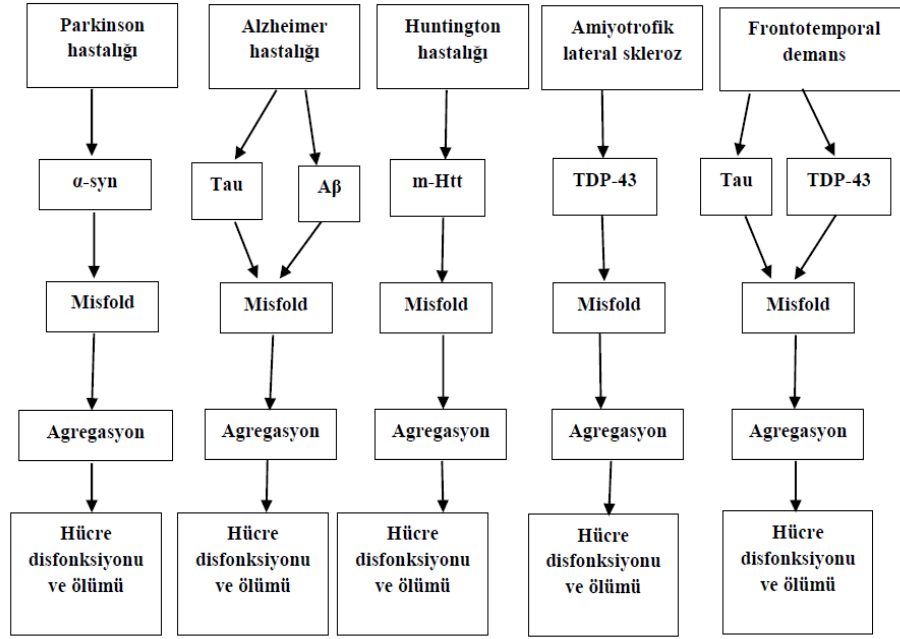 Parkinson
hastalığı
Alzheimer
hastalığı
Huntington
hastalığı
Amiyotrofik
lateral skleroz
Frontotemporal
demans
α-syn
Tau
Aβ
m-Htt
TDP-43
Tau
TDP-43
Misfold
Misfold
Misfold
Misfold
Misfold
Agregasyon
Agregasyon
Agregasyon
Agregasyon
Agregasyon
Hücre
disfonksiyonu
ve ölümü
Hücre
disfonksiyonu
ve ölümü
Hücre
disfonksiyonu
ve ölümü
Hücre
disfonksiyonu
ve ölümü
Hücre
disfonksiyonu
ve ölümü